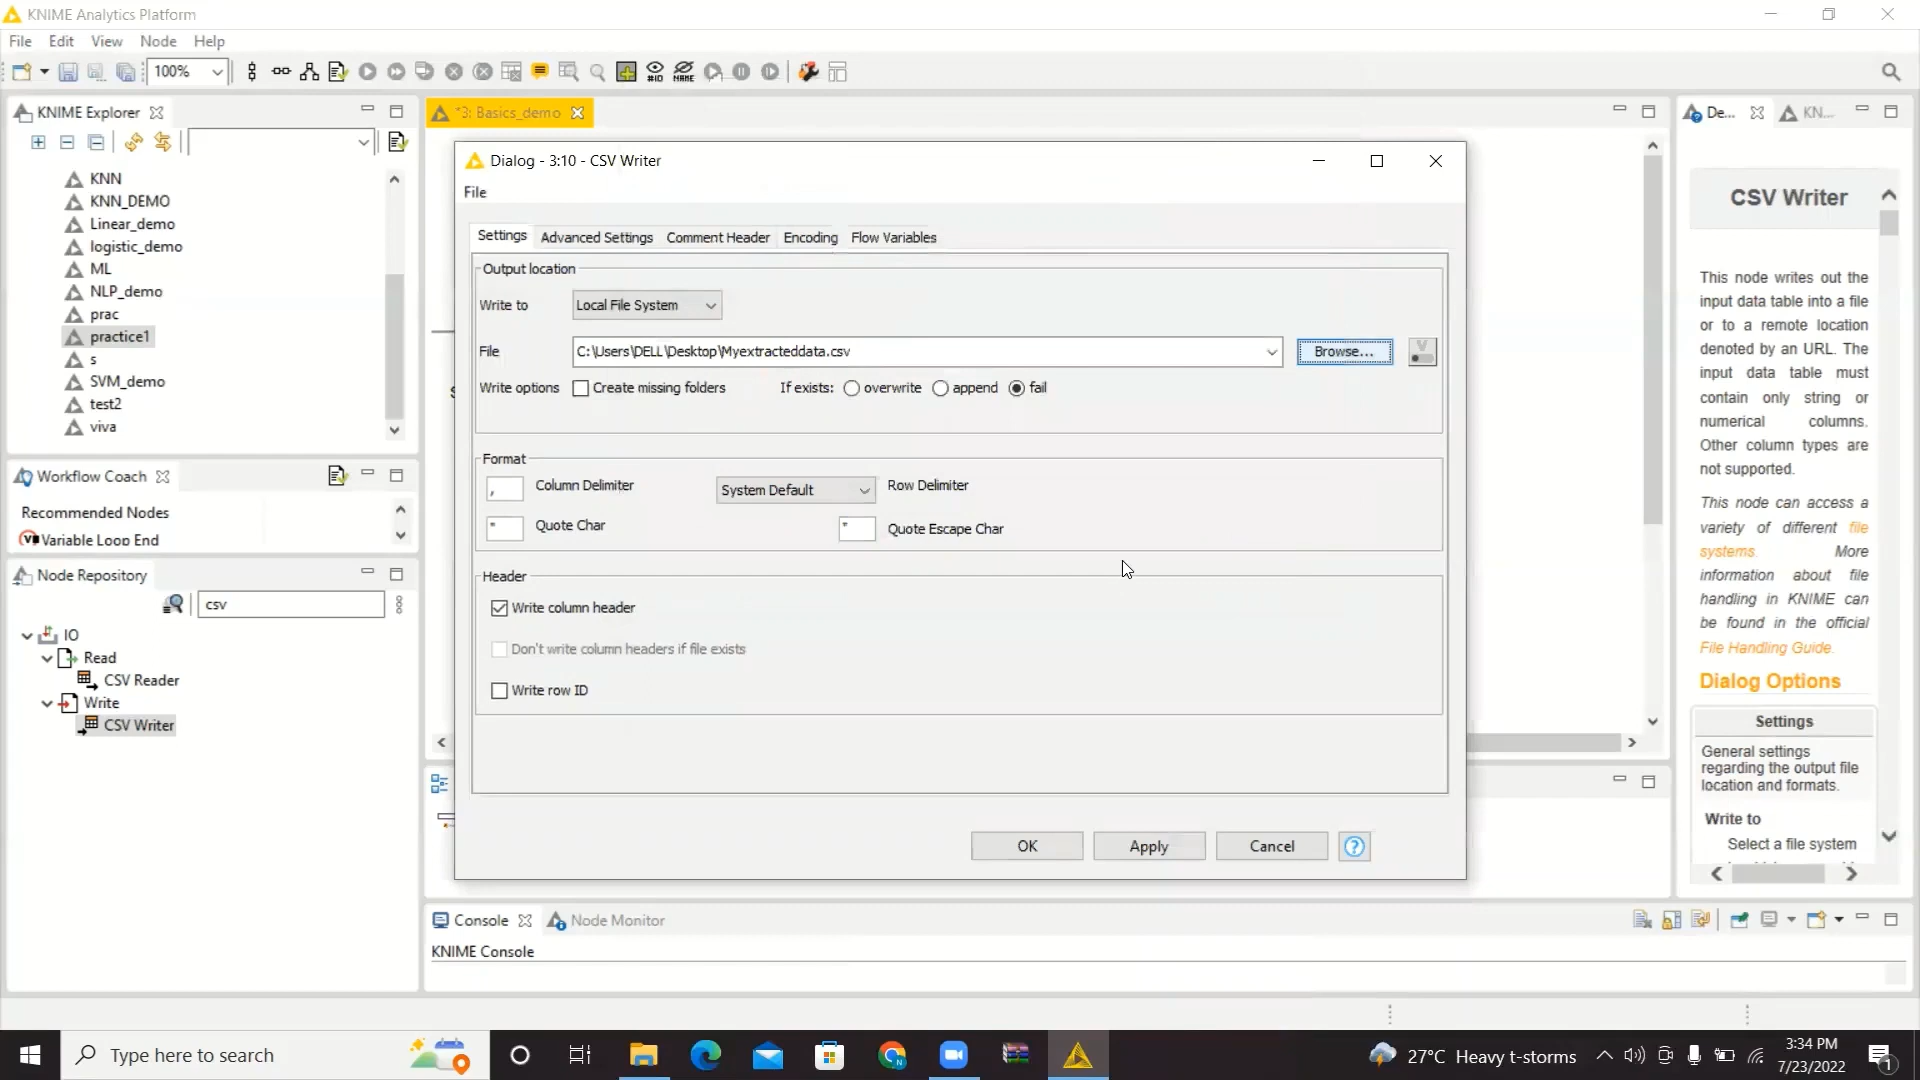 KNIME Analytics Platform
File Edit View Node Help
100%
#ID NAME
KNIME Explorer
KNN
KNN_DEMO
Linear_demo
logistic_demo
ML
NLP_demo
prac
practice1
s
SVM_demo
test2
viva
Workflow Coach
Recommended Nodes
Variable Loop End
Node Repository
csv
IO
Read
CSV Reader
Write
CSV Writer
*3: Basics_demo
Dialog - 3:10 - CSV Writer
File
Settings Advanced Settings Comment Header Encoding Flow Variables
Output location
Write to Local File System
File C:\Users\DELL\Desktop\Myextracteddata.csv Browse...
Write options Create missing folders If exists: overwrite append fail
Format
, Column Delimiter System Default Row Delimiter
" Quote Char " Quote Escape Char
Header
Write column header
Don't write column headers if file exists
Write row ID
OK Apply Cancel ?
Console Node Monitor
KNIME Console
De... KN...
CSV Writer
This node writes out the
input data table into a file
or to a remote location
denoted by an URL. The
input data table must
contain only string or
numerical columns.
Other column types are
not supported.
This node can access a
variety of different file
systems. More
information about file
handling in KNIME can
be found in the official
File Handling Guide.
Dialog Options
Settings
General settings
regarding the output file
location and formats.
Write to
Select a file system
Type here to search
27°C Heavy t-storms
3:34 PM
7/23/2022
1